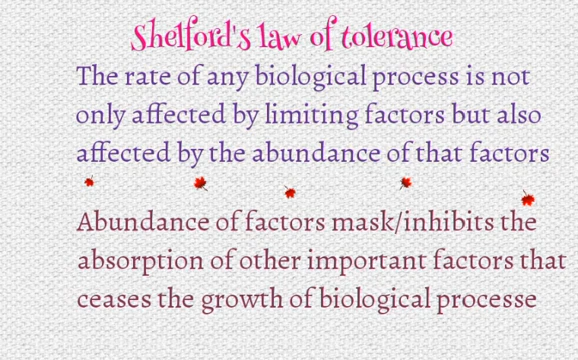 Shelford's law of tolerance
The rate of any biological process is not
only affected by limiting factors but also
affected by the abundance of that factors
Abundance of factors mask/inhibits the
absorption of other important factors that
ceases the growth of biological processe